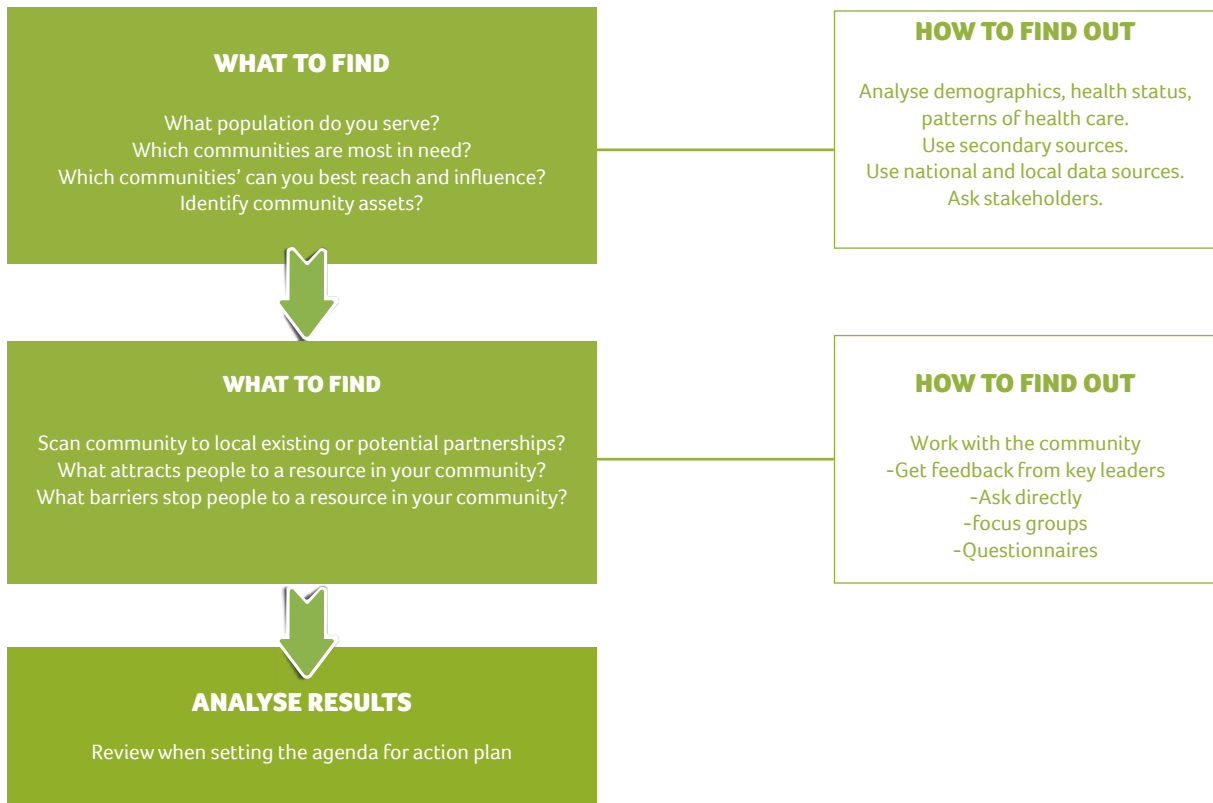 WHAT TO FIND
What population do you serve?
Which communities are most in need?
Which communities’ can you best reach and influence?
Identify community assets?
HOW TO FIND OUT
Analyse demographics, health status,
patterns of health care.
Use secondary sources.
Use national and local data sources.
Ask stakeholders.
WHAT TO FIND
Scan community to local existing or potential partnerships?
What attracts people to a resource in your community?
What barriers stop people to a resource in your community?
HOW TO FIND OUT
Work with the community
-Get feedback from key leaders
-Ask directly
-focus groups
-Questionnaires
ANALYSE RESULTS
Review when setting the agenda for action plan